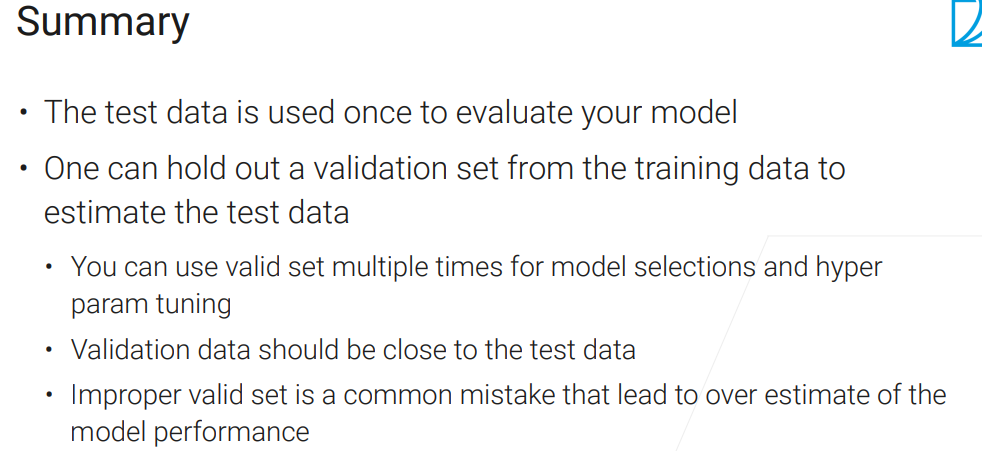 Summary
• The test data is used once to evaluate your model
• One can hold out a validation set from the training data to
estimate the test data
• You can use valid set multiple times for model selections and hyper
param tuning
• Validation data should be close to the test data
• Improper valid set is a common mistake that lead to over estimate of the
model performance